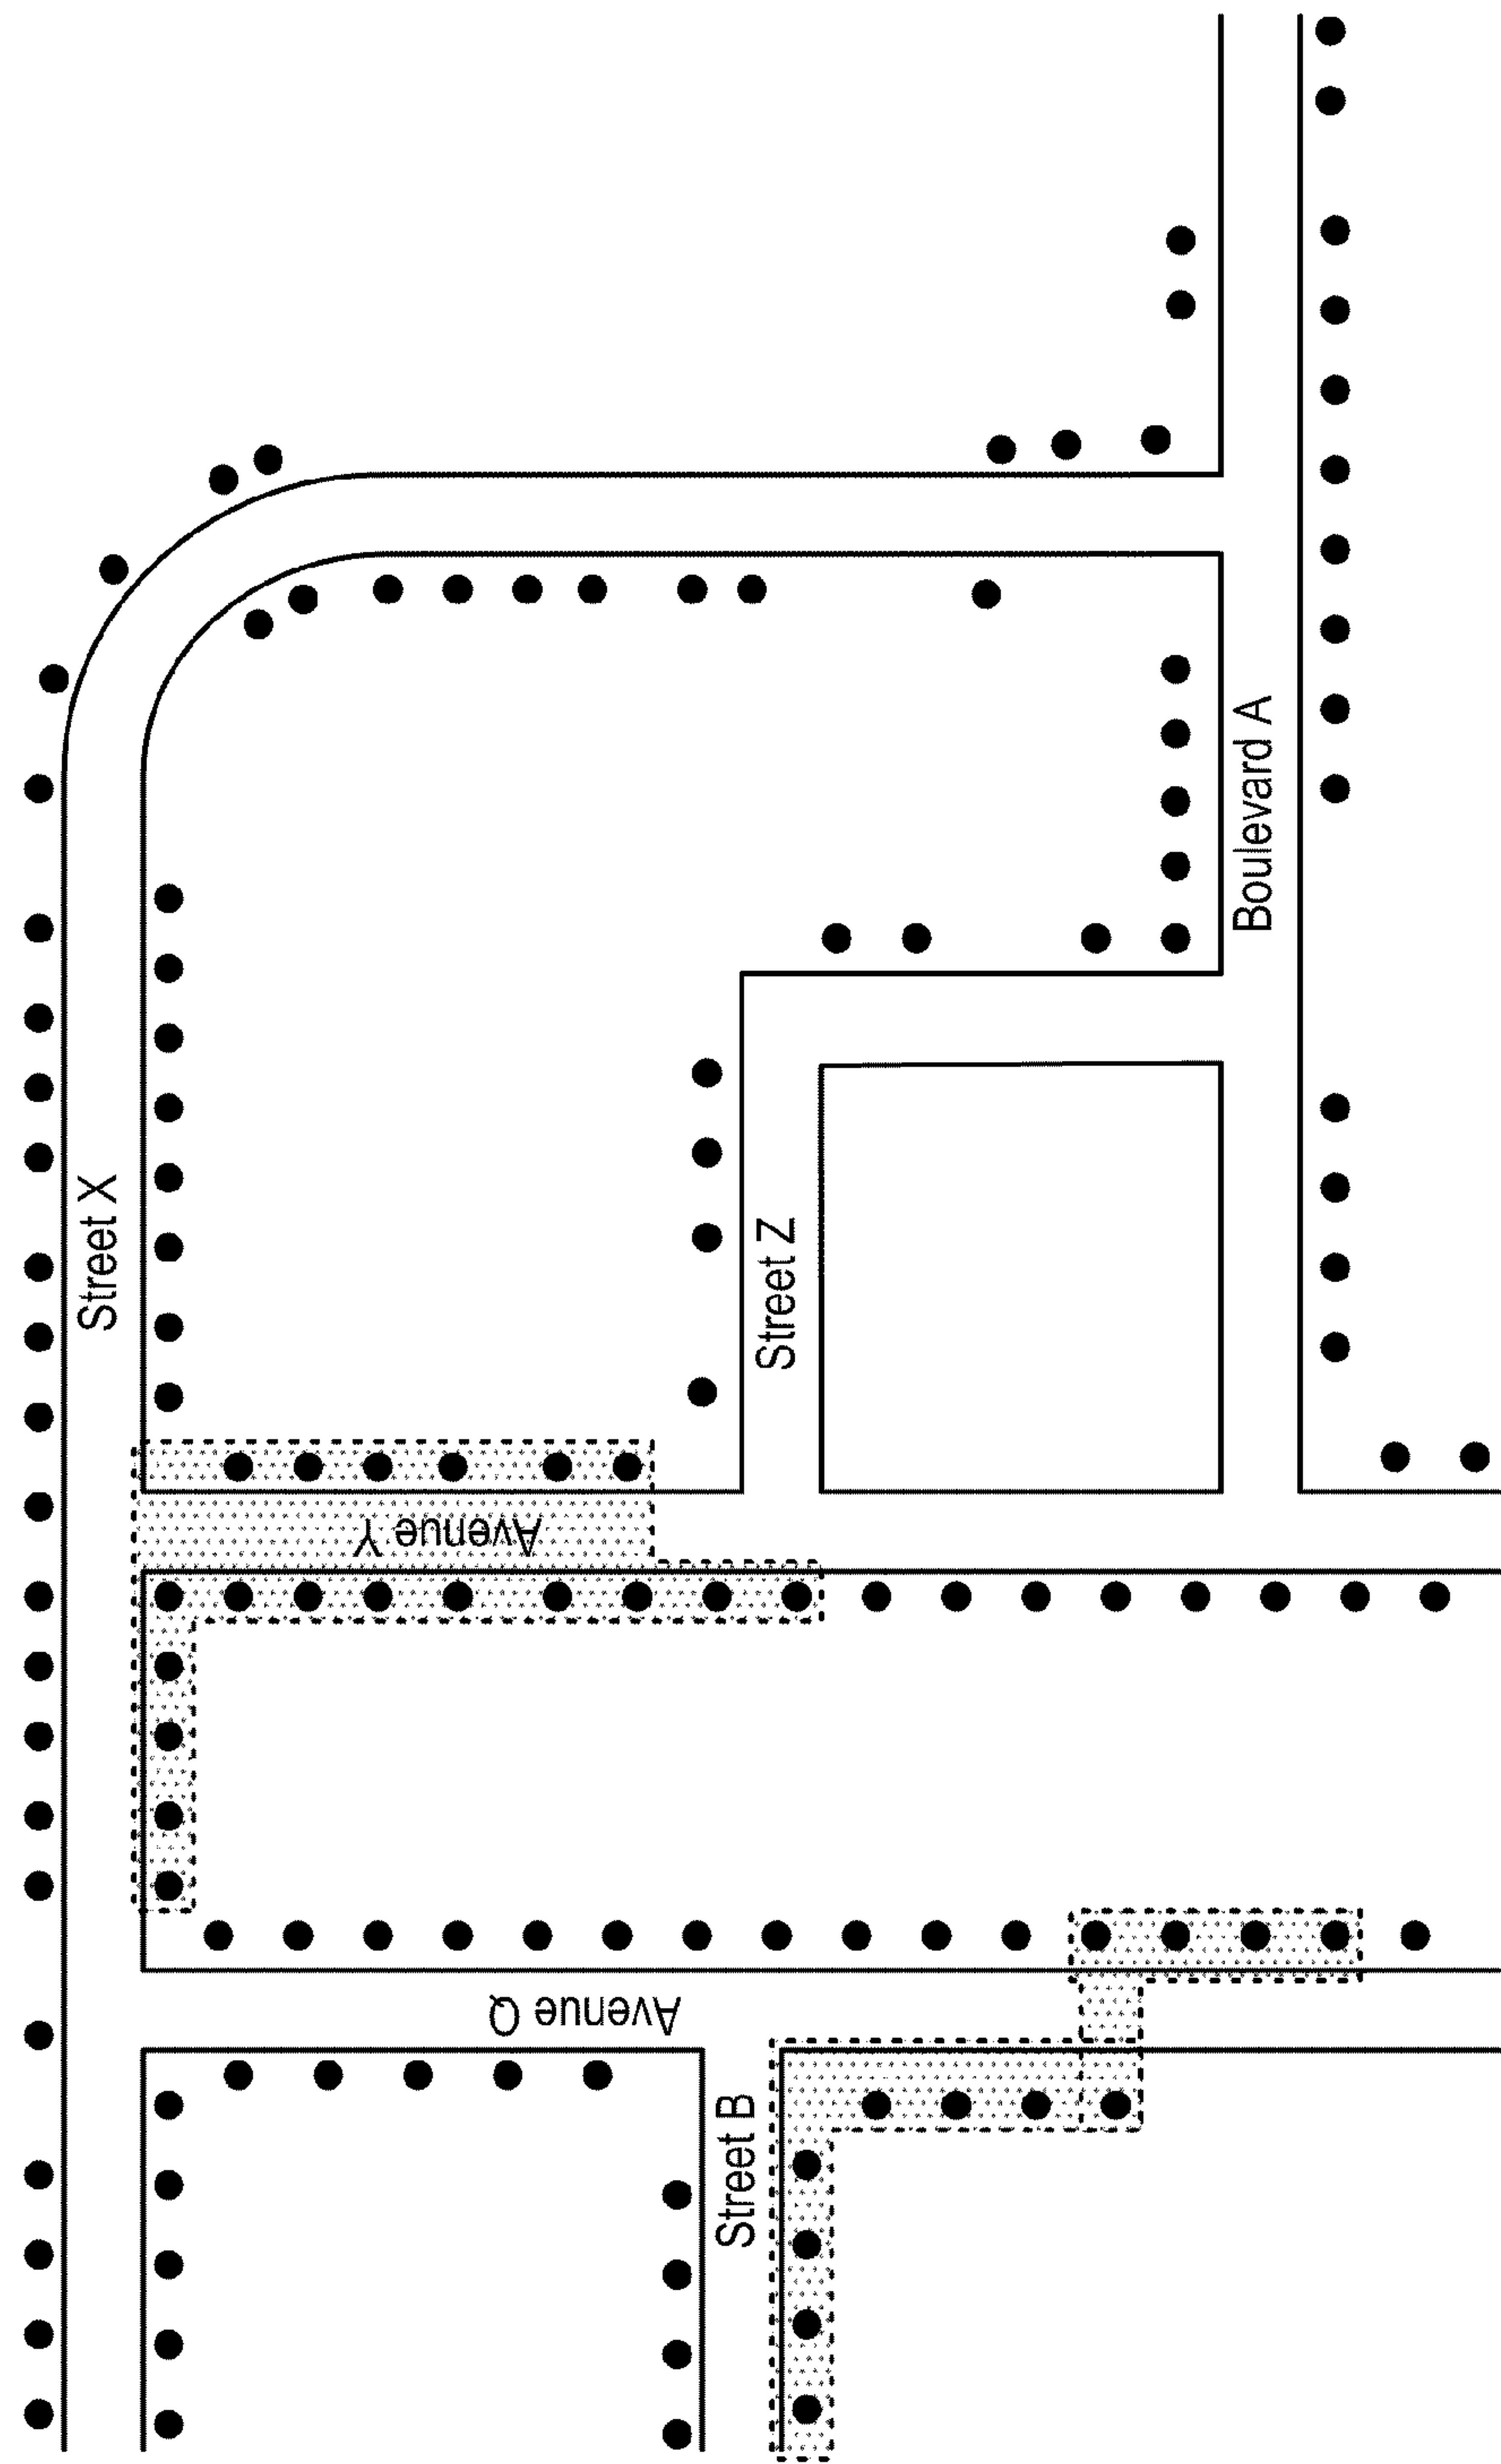 Street X
Boulevard A
Street Z
Avenue Y
Avenue Q
Street B